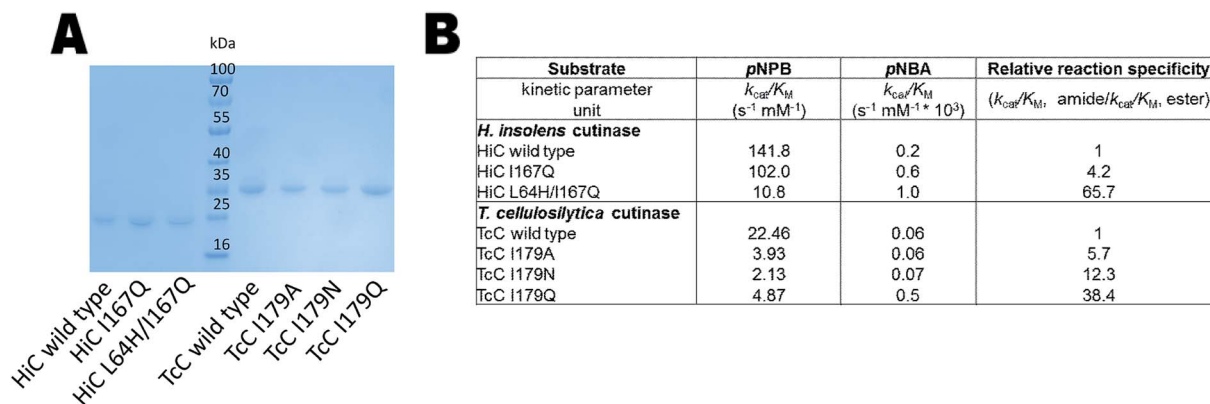 A
kDa
100
70
55
40
35
25
16
HiC wild type
HiC I167Q
HiC L64H/I167Q
TcC wild type
TcC I179A
TcC I179N
TcC I179Q
B
Substrate pNPB pNBA Relative reaction specificity
kinetic parameter kcat/KM kcat/KM (kcat/KM, amide/kcat/KM, ester)
unit (s-1 mM-1) (s-1 mM-1 * 103)
H. insolens cutinase
HiC wild type 141.8 0.2 1
HiC I167Q 102.0 0.6 4.2
HiC L64H/I167Q 10.8 1.0 65.7
T. cellulosilytica cutinase
TcC wild type 22.46 0.06 1
TcC I179A 3.93 0.06 5.7
TcC I179N 2.13 0.07 12.3
TcC I179Q 4.87 0.5 38.4